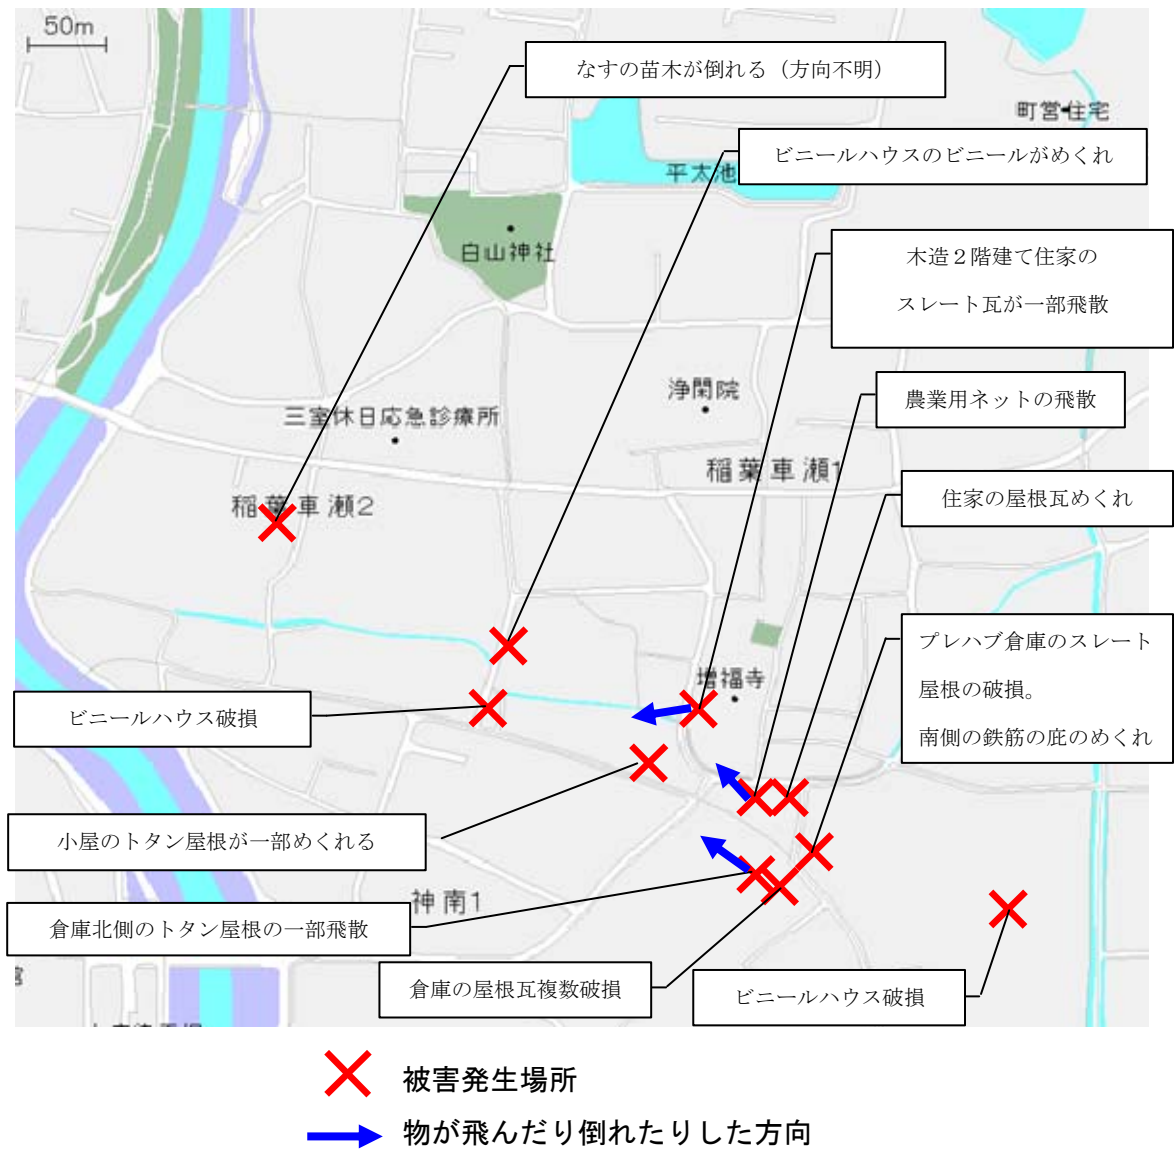 50m
なすの苗木が倒れる（方向不明）
町営住宅
ビニールハウスのビニールがめくれ
平太池
白山神社
木造２階建て住家の
スレート瓦が一部飛散
浄閑院
農業用ネットの飛散
三室休日応急診療所
稲葉車瀬1
住家の屋根瓦めくれ
稲葉車瀬2
プレハブ倉庫のスレート
屋根の破損。
南側の鉄筋の庇のめくれ
増福寺
ビニールハウス破損
小屋のトタン屋根が一部めくれる
神南1
倉庫北側のトタン屋根の一部飛散
倉庫の屋根瓦複数破損
ビニールハウス破損
被害発生場所
物が飛んだり倒れたりした方向